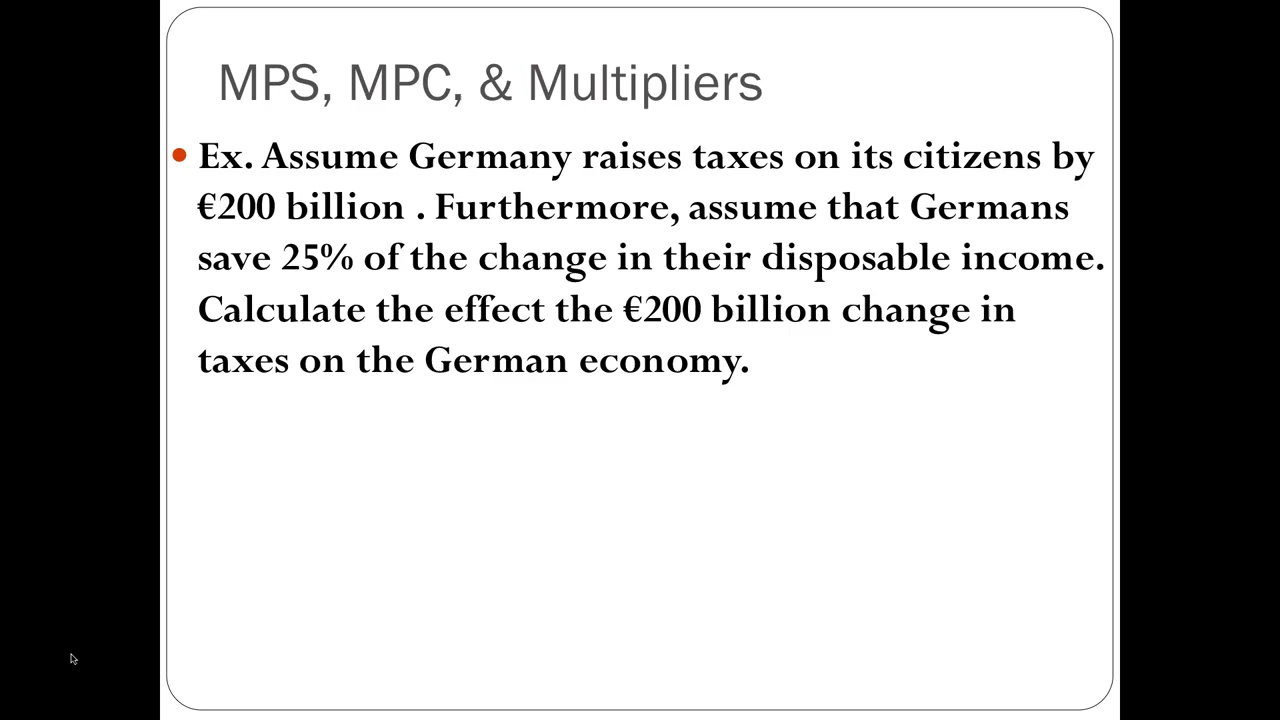 MPS, MPC, & Multipliers
• Ex. Assume Germany raises taxes on its citizens by
€200 billion . Furthermore, assume that Germans
save 25% of the change in their disposable income.
Calculate the effect the €200 billion change in
taxes on the German economy.